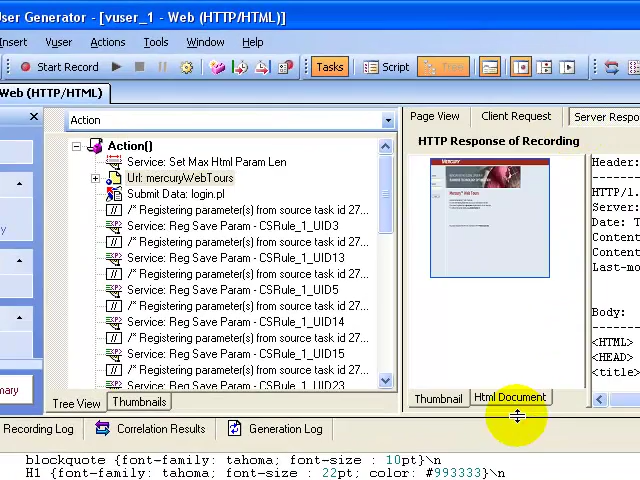 User Generator - [vuser_1 - Web (HTTP/HTML)]
Insert Vuser Actions Tools Window Help
Start Record Tasks Script Tree
Web (HTTP/HTML)
Action
Page View Client Request Server Respo
Action()
Service: Set Max Html Param Len
Url: mercuryWebTours
Submit Data: login.pl
/* Registering parameter(s) from source task id 27...
Service: Reg Save Param - CSRule_1_UID3
/* Registering parameter(s) from source task id 27...
Service: Reg Save Param - CSRule_1_UID13
/* Registering parameter(s) from source task id 27...
Service: Reg Save Param - CSRule_1_UID5
/* Registering parameter(s) from source task id 27...
Service: Reg Save Param - CSRule_1_UID14
/* Registering parameter(s) from source task id 27...
Service: Reg Save Param - CSRule_1_UID15
/* Registering parameter(s) from source task id 27...
Service: Reg Save Param - CSRule_1_UID23
HTTP Response of Recording
MERCURY
Header:
HTTP/1.
Server:
Date: T
Content
Content
Last-mo
Body:
<HTML>
<HEAD>
<title>
y
mary
Tree View Thumbnails
Thumbnail Html Document
Recording Log Correlation Results Generation Log
blockquote {font-family: tahoma; font-size : 10pt}\n
H1 {font-family: tahoma; font-size : 22pt; color: #993333}\n